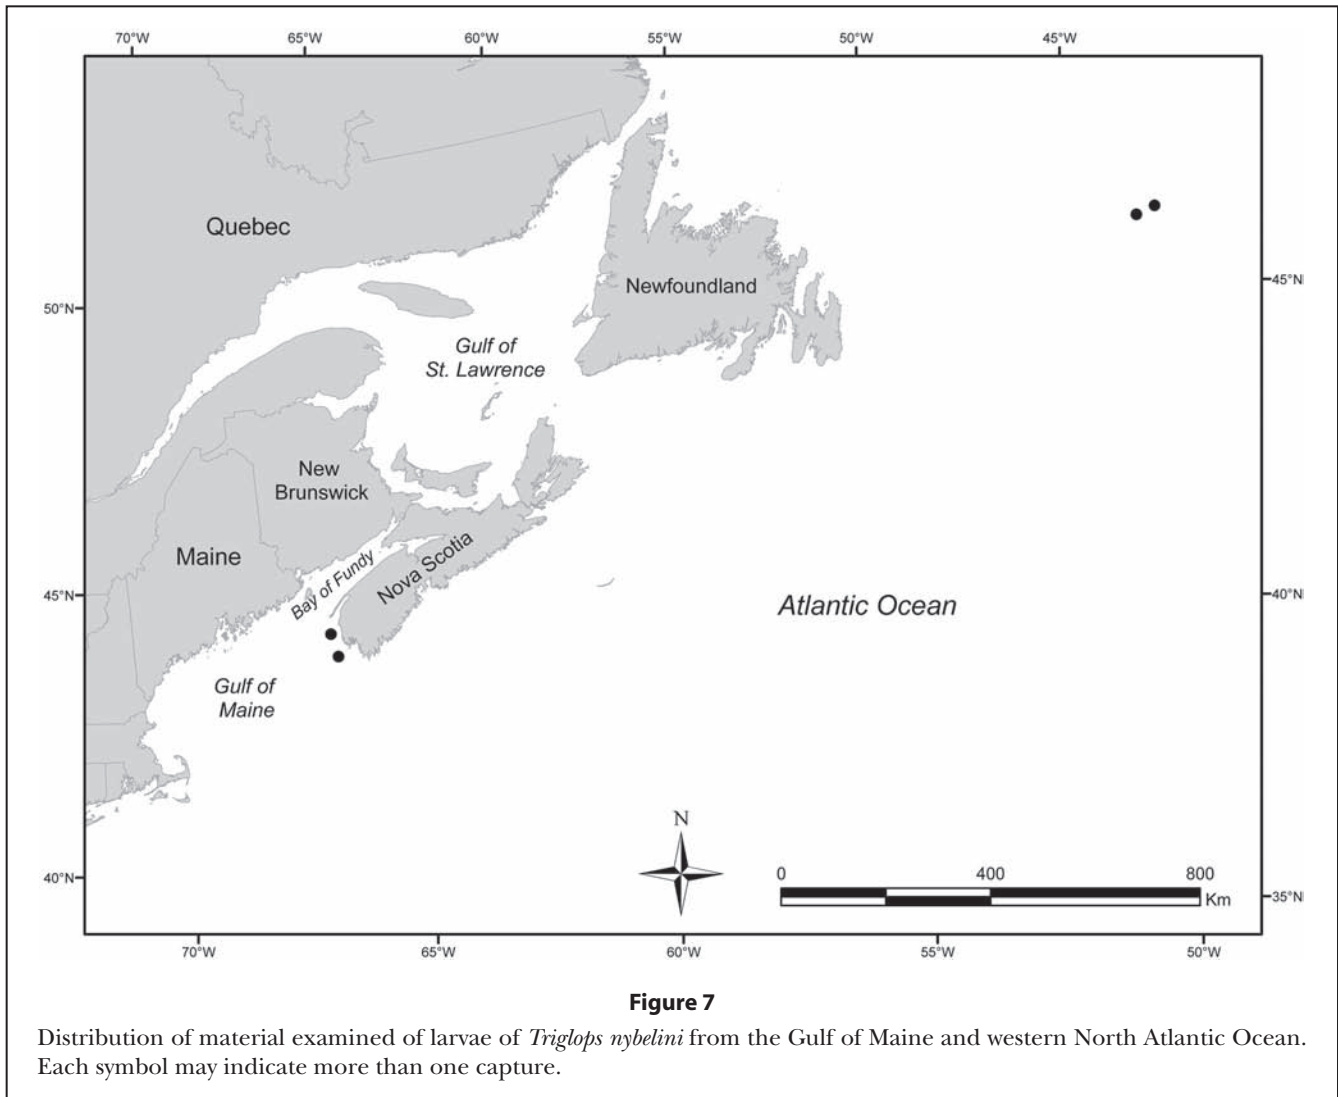 70°W 65°W 60°W 55°W 50°W 45°W
Quebec
Newfoundland
45°N
50°N
Gulf of
St. Lawrence
New
Brunswick
Maine
Bay of Fundy
Nova Scotia
45°N
40°N
Atlantic Ocean
Gulf of
Maine
N
0 400 800
Km
40°N
35°N
70°W 65°W 60°W 55°W 50°W
Figure 7
Distribution of material examined of larvae of Triglops nybelini from the Gulf of Maine and western North Atlantic Ocean.
Each symbol may indicate more than one capture.